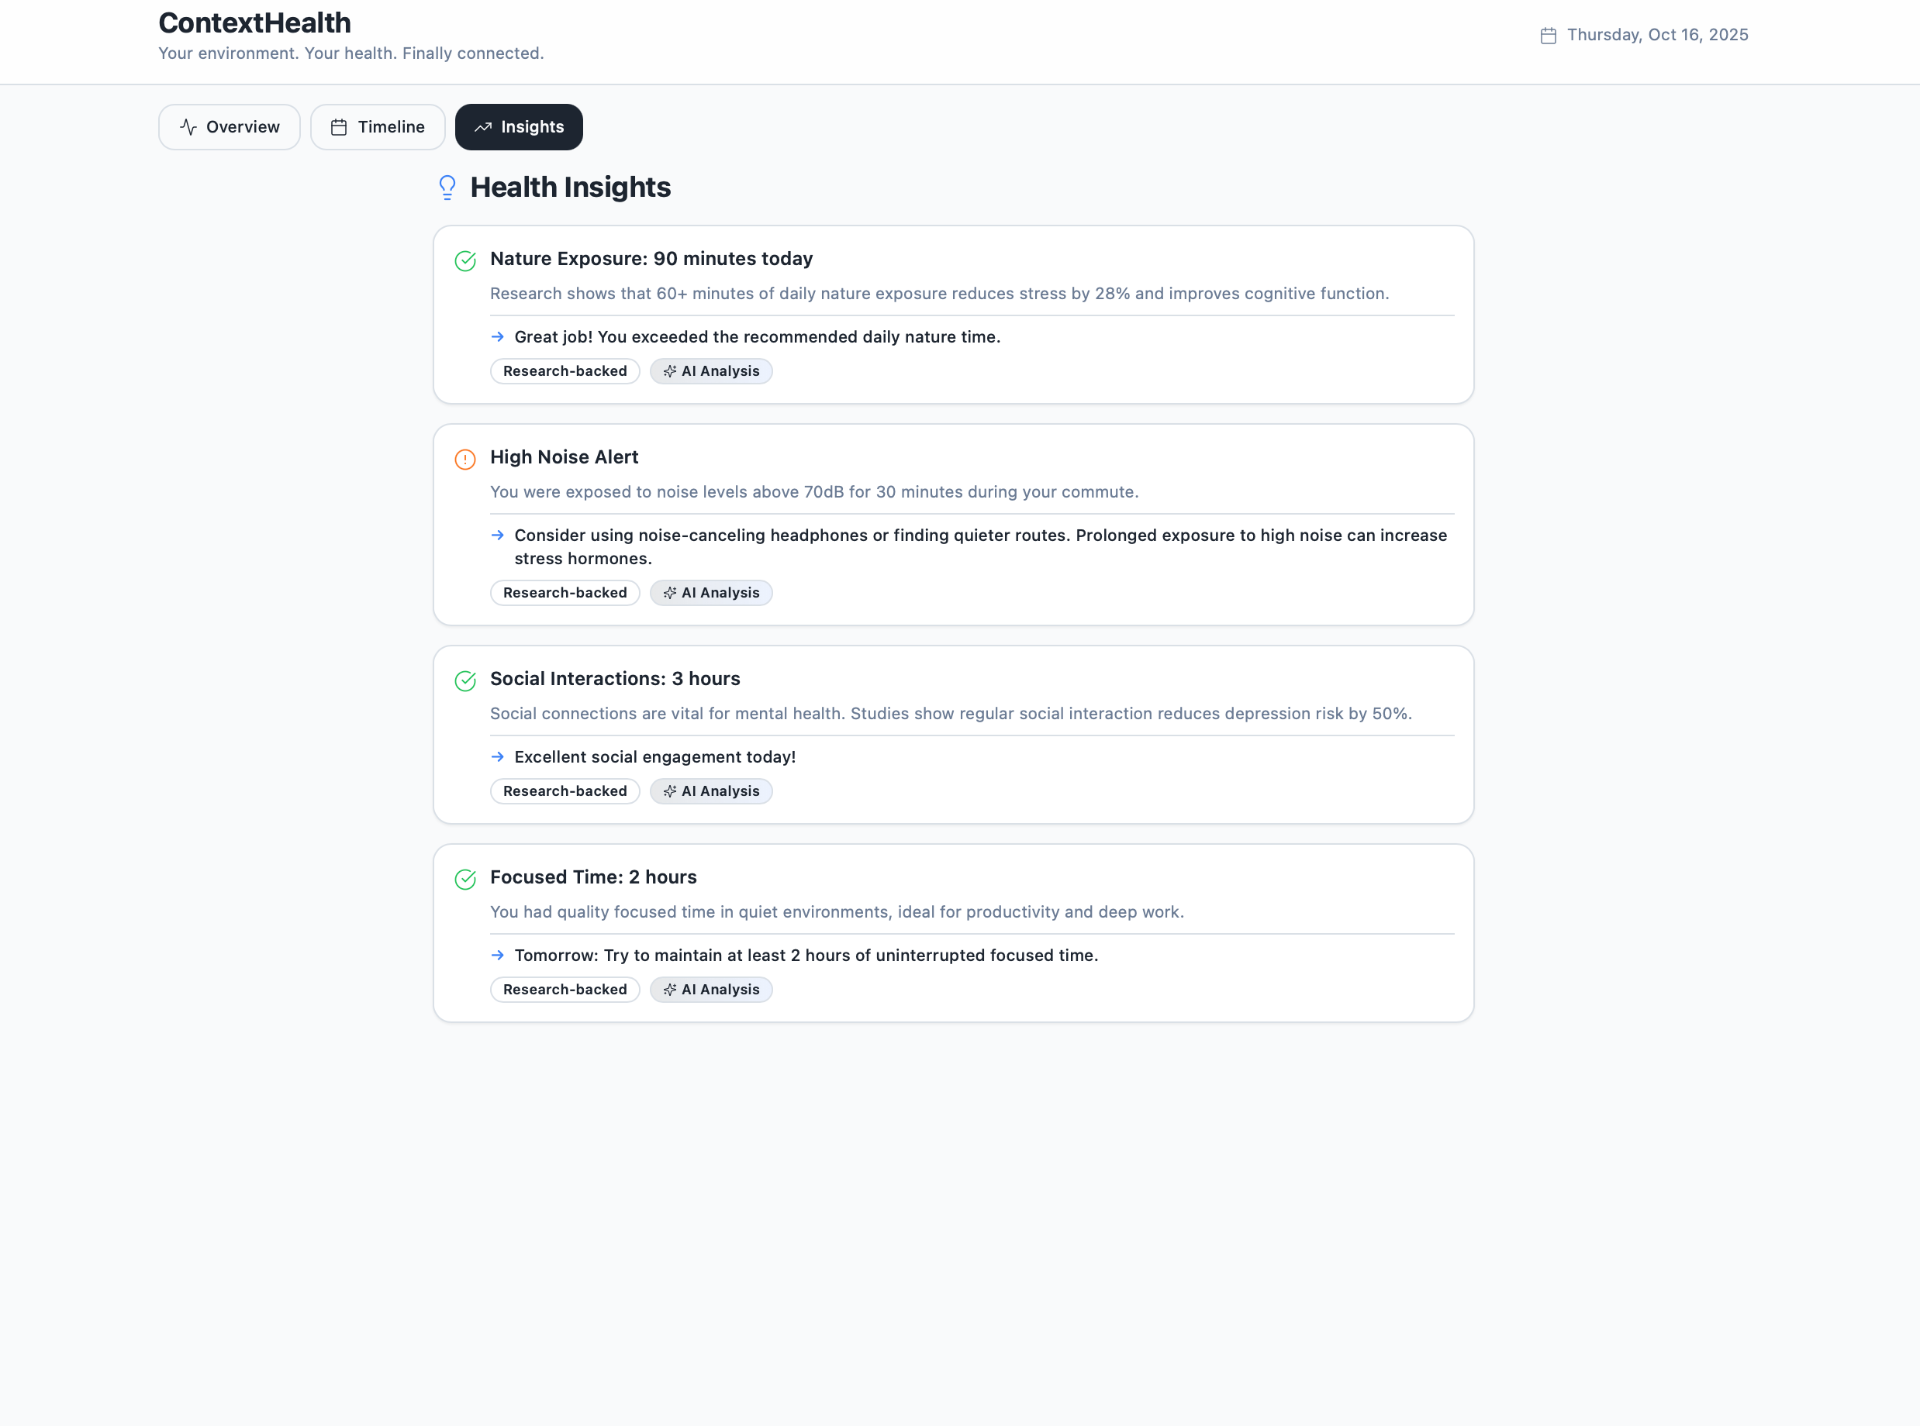 ContextHealth
Your environment. Your health. Finally connected.
Thursday, Oct 16, 2025
Overview
Timeline
Insights
Health Insights
Nature Exposure: 90 minutes today
Research shows that 60+ minutes of daily nature exposure reduces stress by 28% and improves cognitive function.
→ Great job! You exceeded the recommended daily nature time.
Research-backed
AI Analysis
High Noise Alert
You were exposed to noise levels above 70dB for 30 minutes during your commute.
→ Consider using noise-canceling headphones or finding quieter routes. Prolonged exposure to high noise can increase
stress hormones.
Research-backed
AI Analysis
Social Interactions: 3 hours
Social connections are vital for mental health. Studies show regular social interaction reduces depression risk by 50%.
→ Excellent social engagement today!
Research-backed
AI Analysis
Focused Time: 2 hours
You had quality focused time in quiet environments, ideal for productivity and deep work.
→ Tomorrow: Try to maintain at least 2 hours of uninterrupted focused time.
Research-backed
AI Analysis